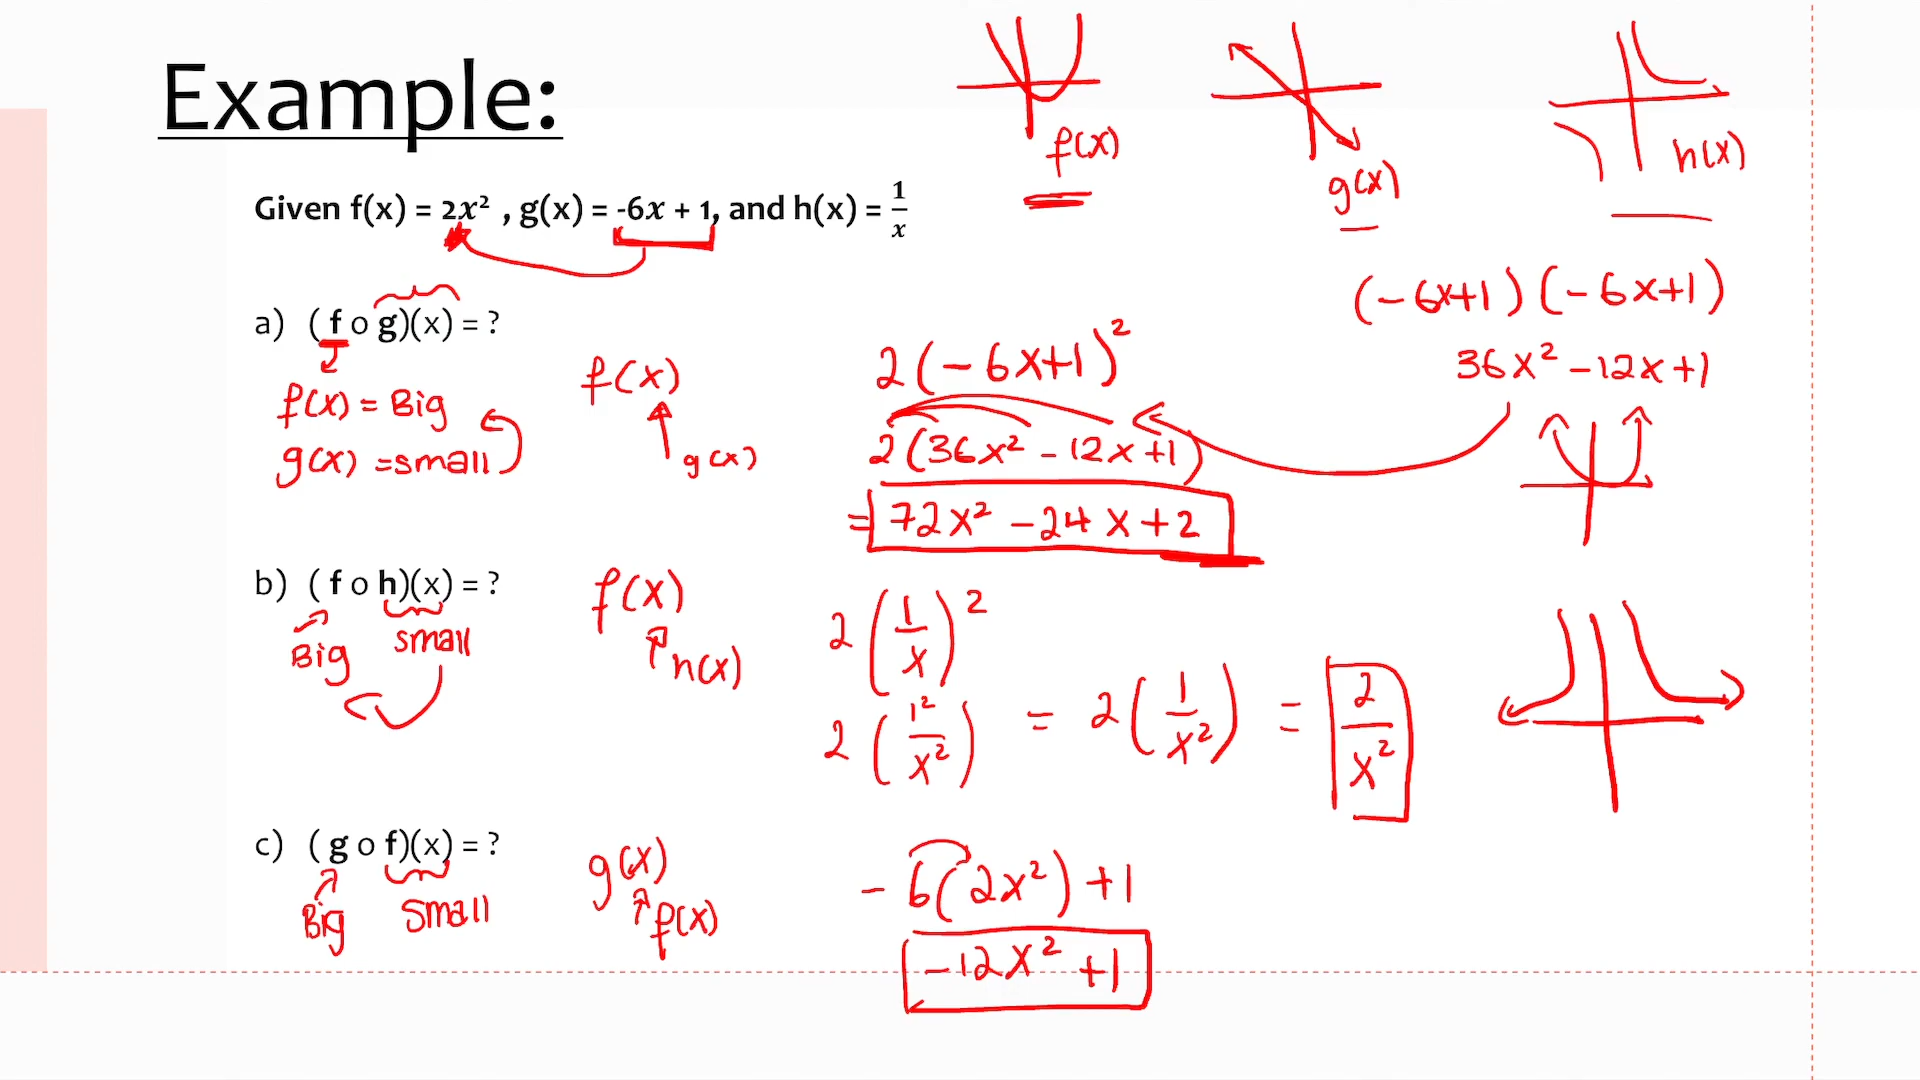 Example:
f(x)
g(x)
h(x)
Given f(x) = 2x² , g(x) = -6x + 1, and h(x) = 1/x
(-6x+1)(-6x+1)
36x² -12x +1
a) (f o g)(x) = ?
f(x) = Big
g(x) =small
f(x)
g(x)
2(-6x+1)²
2(36x² -12x +1)
= 72x² -24x +2
b) (f o h)(x) = ?
Big
small
f(x)
h(x)
2(1/x)²
2(1²/x²) = 2(1/x²) = 2/x²
c) (g o f)(x) = ?
Big
Small
g(x)
f(x)
-6(2x²)+1
-12x² +1